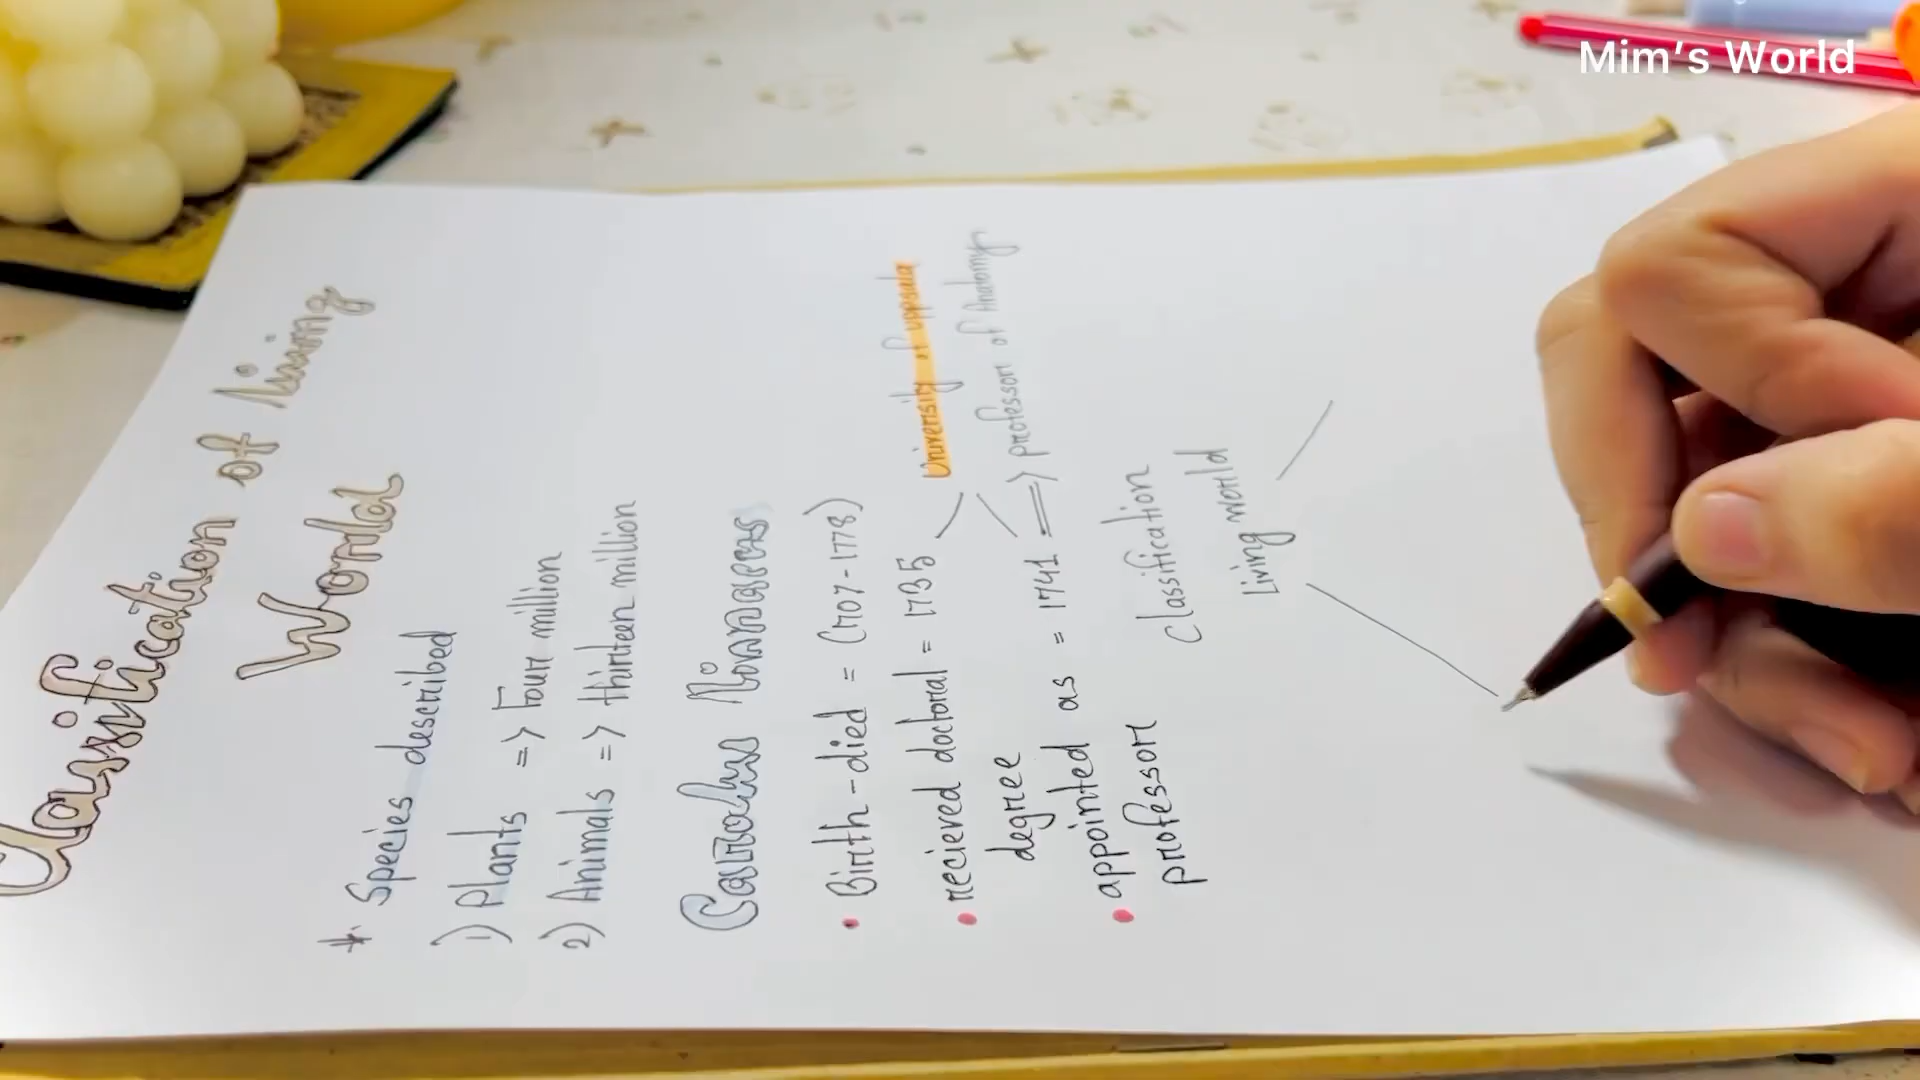 Mim's World
Classification of living
World
* Species described
1) Plants => Four million
2) Animals => thirteen million
Carolus Linnaeus
• Birth-died = (1707-1778)
• recieved doctoral = 1735
degree
University of uppsala
• appointed as = 1741 => professor of Anatomy
professor
classification
Living world